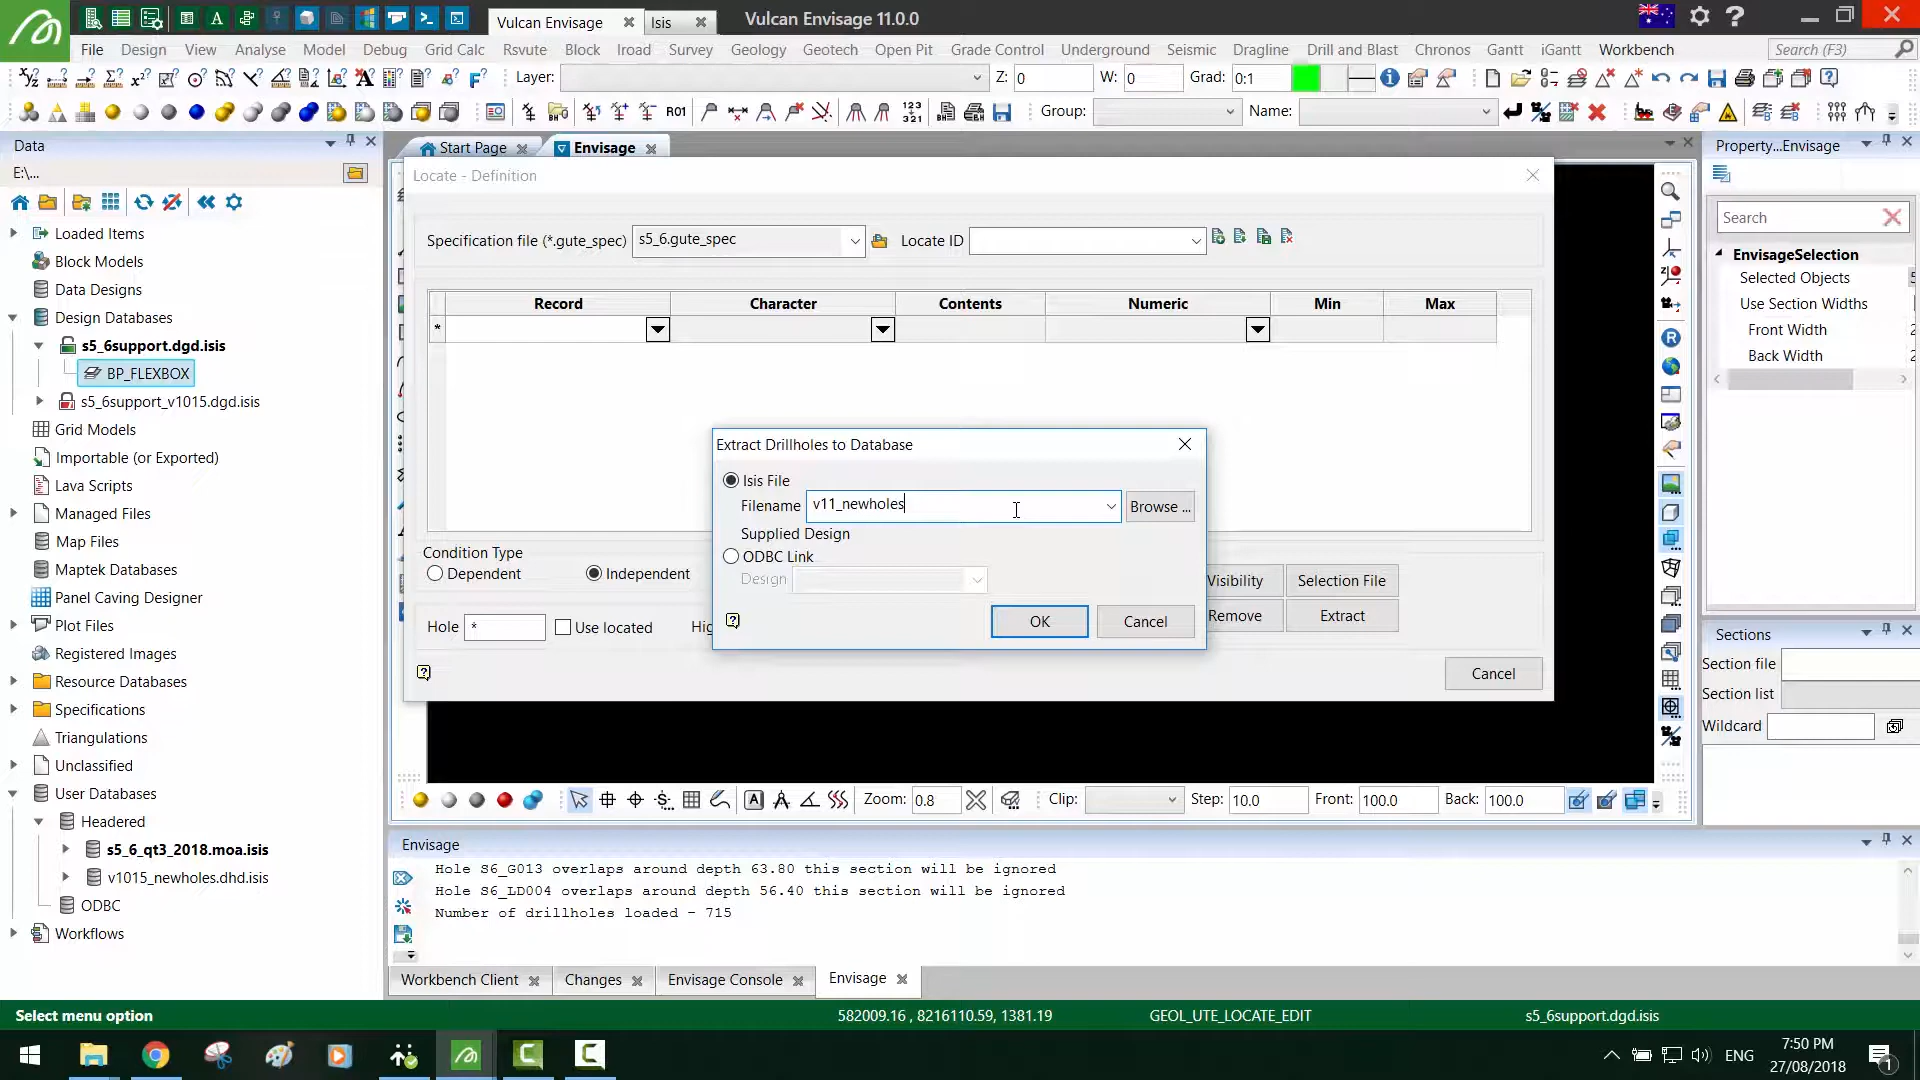 Vulcan Envisage
Isis
Vulcan Envisage 11.0.0
File Design View Analyse Model Debug Grid Calc Rsvute Block Iroad Survey Geology Geotech Open Pit Grade Control Underground Seismic Dragline Drill and Blast Chronos Gantt iGantt Workbench Search (F3)
Layer: Z: 0 W: 0 Grad: 0:1
R01 Group: Name:
Data
E:\...
Loaded Items
Block Models
Data Designs
Design Databases
s5_6support.dgd.isis
BP_FLEXBOX
s5_6support_v1015.dgd.isis
Grid Models
Importable (or Exported)
Lava Scripts
Managed Files
Map Files
Maptek Databases
Panel Caving Designer
Plot Files
Registered Images
Resource Databases
Specifications
Triangulations
Unclassified
User Databases
Headered
s5_6_qt3_2018.moa.isis
v1015_newholes.dhd.isis
ODBC
Workflows
Start Page Envisage
Locate - Definition
Specification file (*.gute_spec) s5_6.gute_spec Locate ID
Record Character Contents Numeric Min Max
*
Extract Drillholes to Database
Isis File
Filename v11_newholes Browse ...
Supplied Design
ODBC Link
Design
OK Cancel
Condition Type
Dependent Independent
Visibility Selection File
Hole * Use located Hig
Remove Extract
Cancel
Zoom: 0.8 Clip: Step: 10.0 Front: 100.0 Back: 100.0
Envisage
Hole S6_G013 overlaps around depth 63.80 this section will be ignored
Hole S6_LD004 overlaps around depth 56.40 this section will be ignored
Number of drillholes loaded - 715
Workbench Client Changes Envisage Console Envisage
Property...Envisage
Search
EnvisageSelection
Selected Objects
Use Section Widths
Front Width
Back Width
Sections
Section file
Section list
Wildcard
Select menu option 582009.16 , 8216110.59, 1381.19 GEOL_UTE_LOCATE_EDIT s5_6support.dgd.isis
ENG
7:50 PM
27/08/2018
1